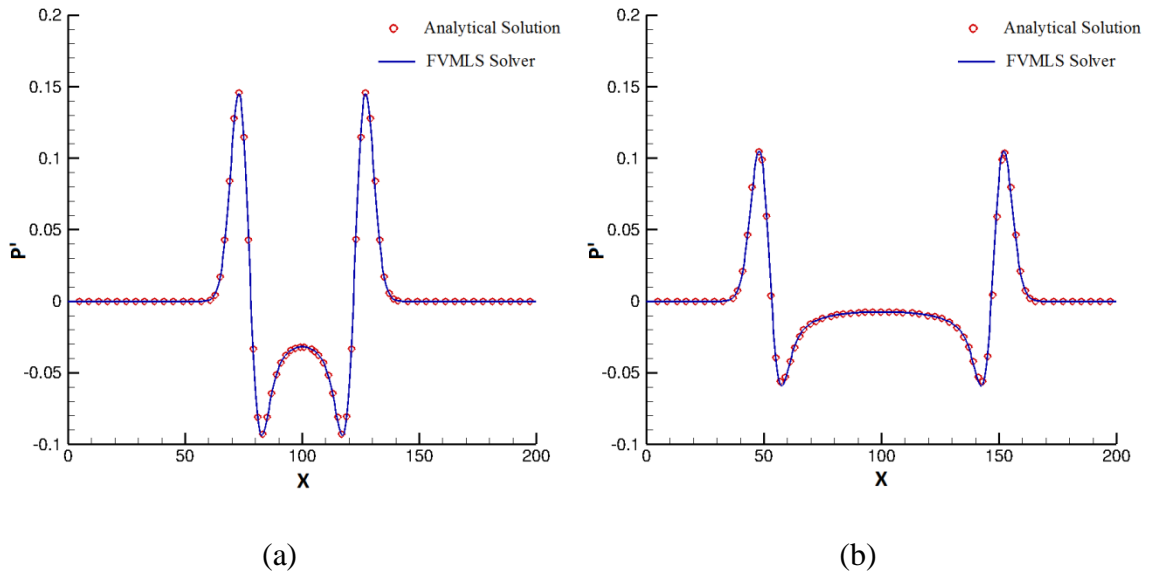 0.2
0.15
0.1
0.05
0
-0.05
-0.1
P'
Analytical Solution
FVMLS Solver
0 50 100 150 200
X
(a)
0.2
0.15
0.1
0.05
0
-0.05
-0.1
P'
Analytical Solution
FVMLS Solver
0 50 100 150 200
X
(b)